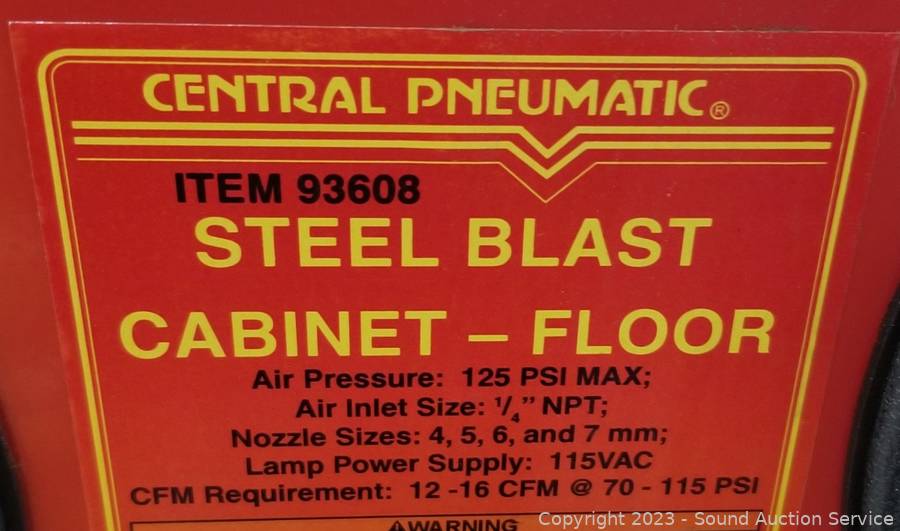 CENTRAL PNEUMATIC®
ITEM 93608
STEEL BLAST
CABINET – FLOOR
Air Pressure: 125 PSI MAX;
Air Inlet Size: ¼" NPT;
Nozzle Sizes: 4, 5, 6, and 7 mm;
Lamp Power Supply: 115VAC
CFM Requirement: 12 -16 CFM @ 70 - 115 PSI
⚠WARNING
Copyright 2023 - Sound Auction Service